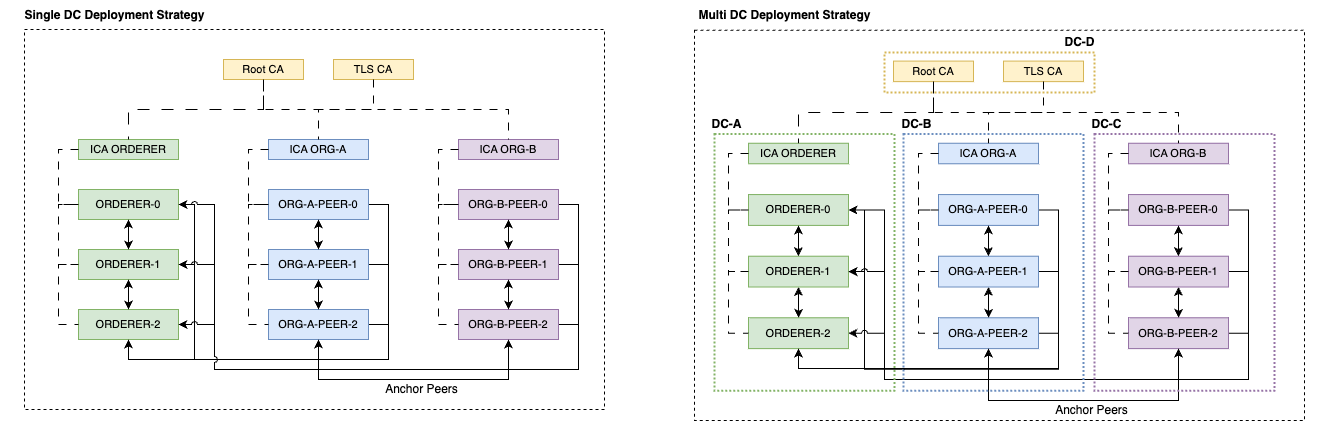 Single DC Deployment Strategy
Root CA
TLS CA
ICA ORDERER
ICA ORG-A
ICA ORG-B
ORDERER-0
ORG-A-PEER-0
ORG-B-PEER-0
ORDERER-1
ORG-A-PEER-1
ORG-B-PEER-1
ORDERER-2
ORG-A-PEER-2
ORG-B-PEER-2
Anchor Peers
Multi DC Deployment Strategy
DC-D
Root CA
TLS CA
DC-A
DC-B
DC-C
ICA ORDERER
ICA ORG-A
ICA ORG-B
ORDERER-0
ORG-A-PEER-0
ORG-B-PEER-0
ORDERER-1
ORG-A-PEER-1
ORG-B-PEER-1
ORDERER-2
ORG-A-PEER-2
ORG-B-PEER-2
Anchor Peers